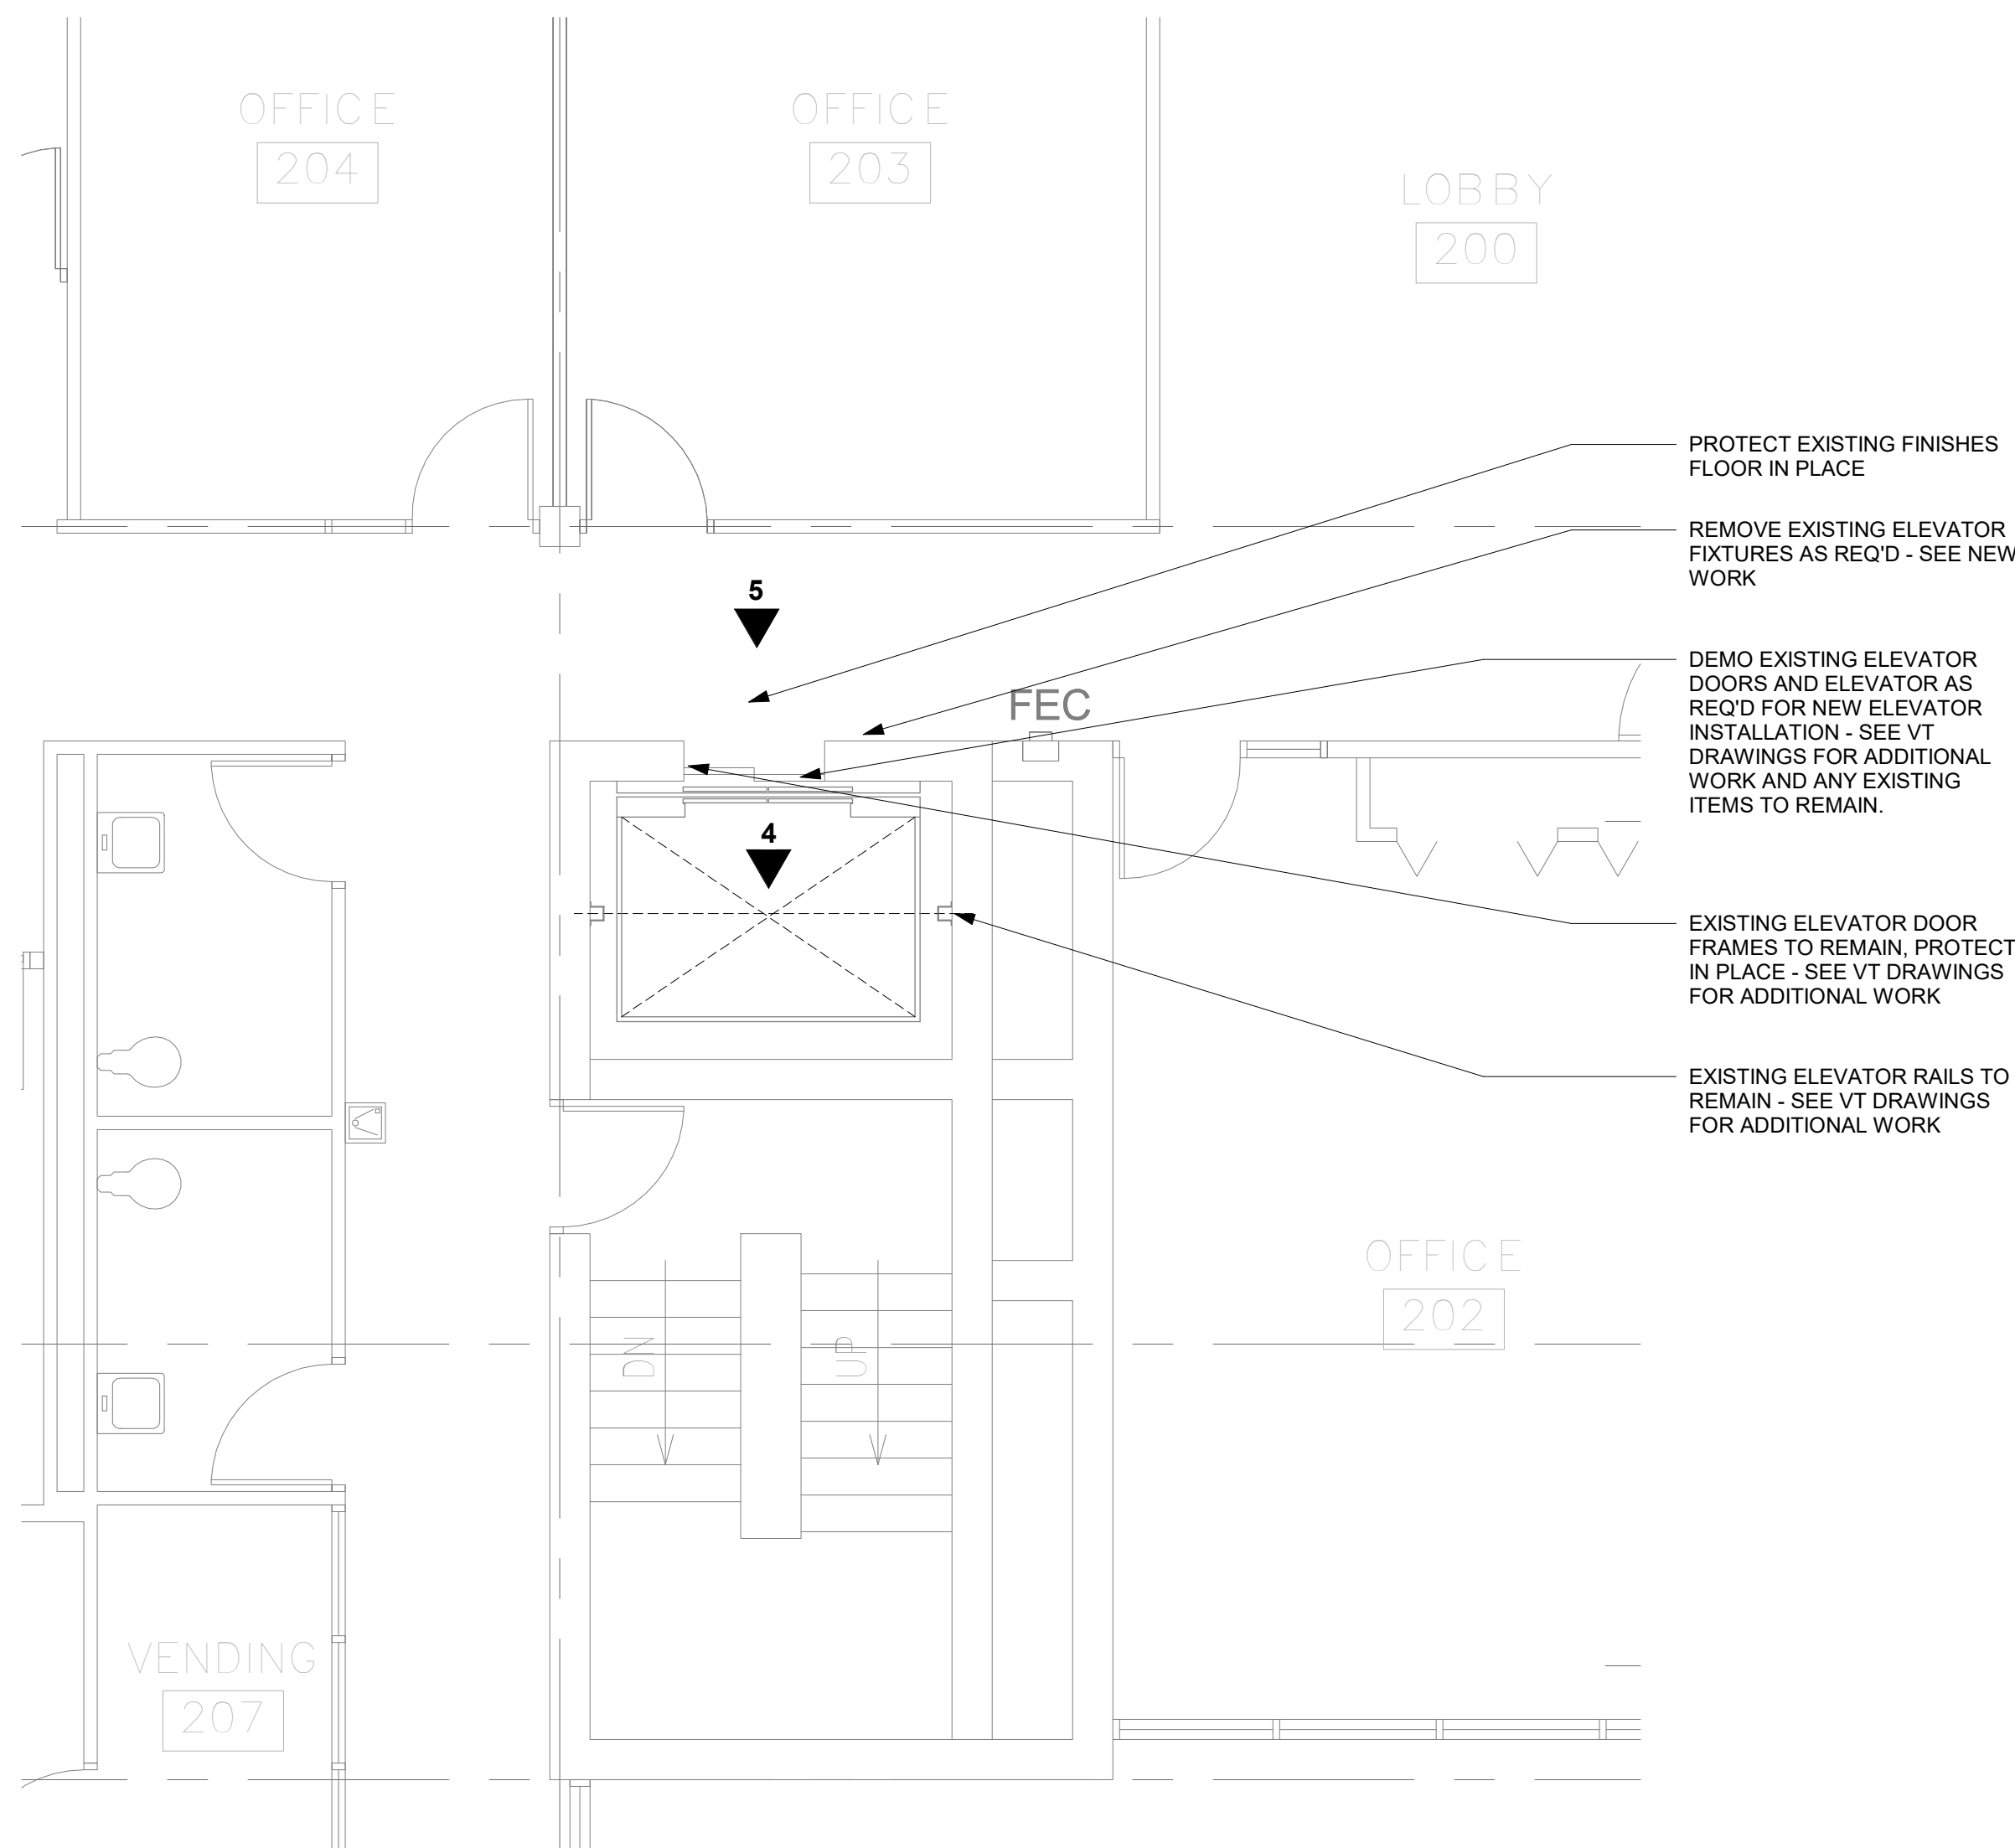 OFFICE
204
OFFICE
203
LOBBY
200
PROTECT EXISTING FINISHES
FLOOR IN PLACE
REMOVE EXISTING ELEVATOR
FIXTURES AS REQ'D - SEE NEW
WORK
5
FEC
DEMO EXISTING ELEVATOR
DOORS AND ELEVATOR AS
REQ'D FOR NEW ELEVATOR
INSTALLATION - SEE VT
DRAWINGS FOR ADDITIONAL
WORK AND ANY EXISTING
ITEMS TO REMAIN.
4
EXISTING ELEVATOR DOOR
FRAMES TO REMAIN, PROTECT
IN PLACE - SEE VT DRAWINGS
FOR ADDITIONAL WORK
EXISTING ELEVATOR RAILS TO
REMAIN - SEE VT DRAWINGS
FOR ADDITIONAL WORK
OFFICE
202
DN
UP
VENDING
207